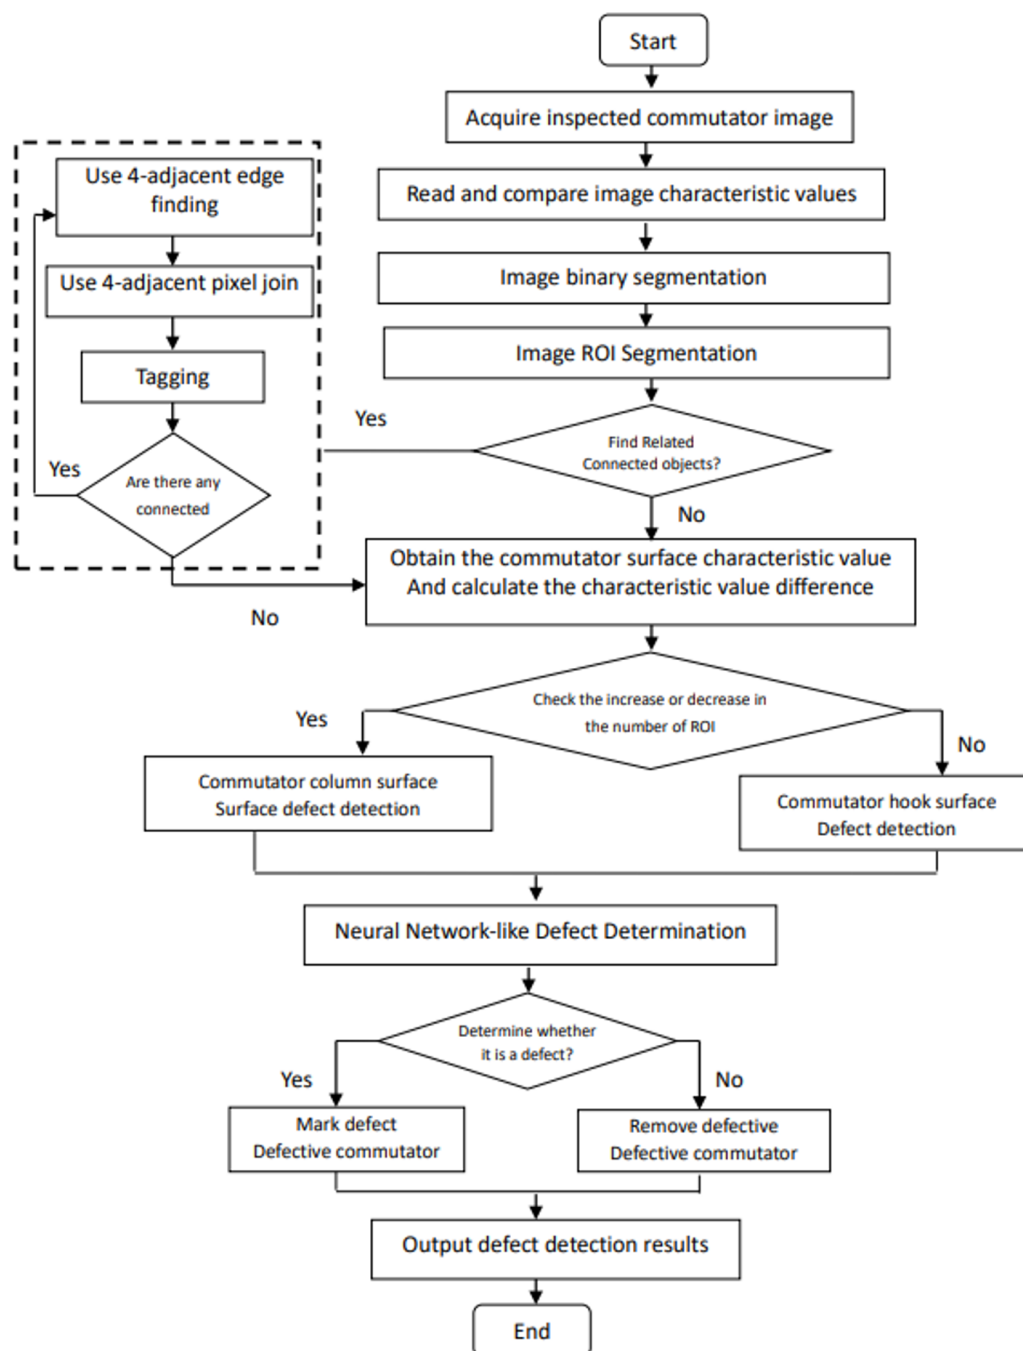 Start
Acquire inspected commutator image
Read and compare image characteristic values
Image binary segmentation
Image ROI Segmentation
Find Related
Connected objects?
Yes
No
Use 4-adjacent edge
finding
Use 4-adjacent pixel join
Tagging
Are there any
connected
Yes
No
Obtain the commutator surface characteristic value
And calculate the characteristic value difference
Check the increase or decrease in
the number of ROI
Yes
No
Commutator column surface
Surface defect detection
Commutator hook surface
Defect detection
Neural Network-like Defect Determination
Determine whether
it is a defect?
Yes
No
Mark defect
Defective commutator
Remove defective
Defective commutator
Output defect detection results
End